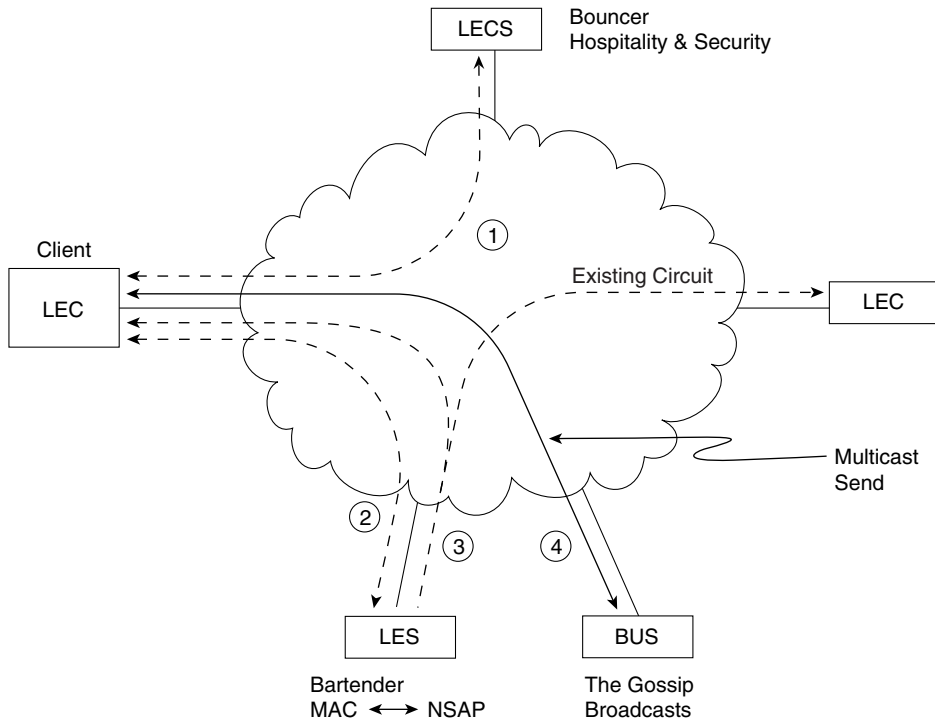 LECS
Bouncer
Hospitality & Security
1
Client
Existing Circuit
LEC
LEC
Multicast
Send
2
3
4
LES
BUS
Bartender
MAC NSAP
The Gossip
Broadcasts